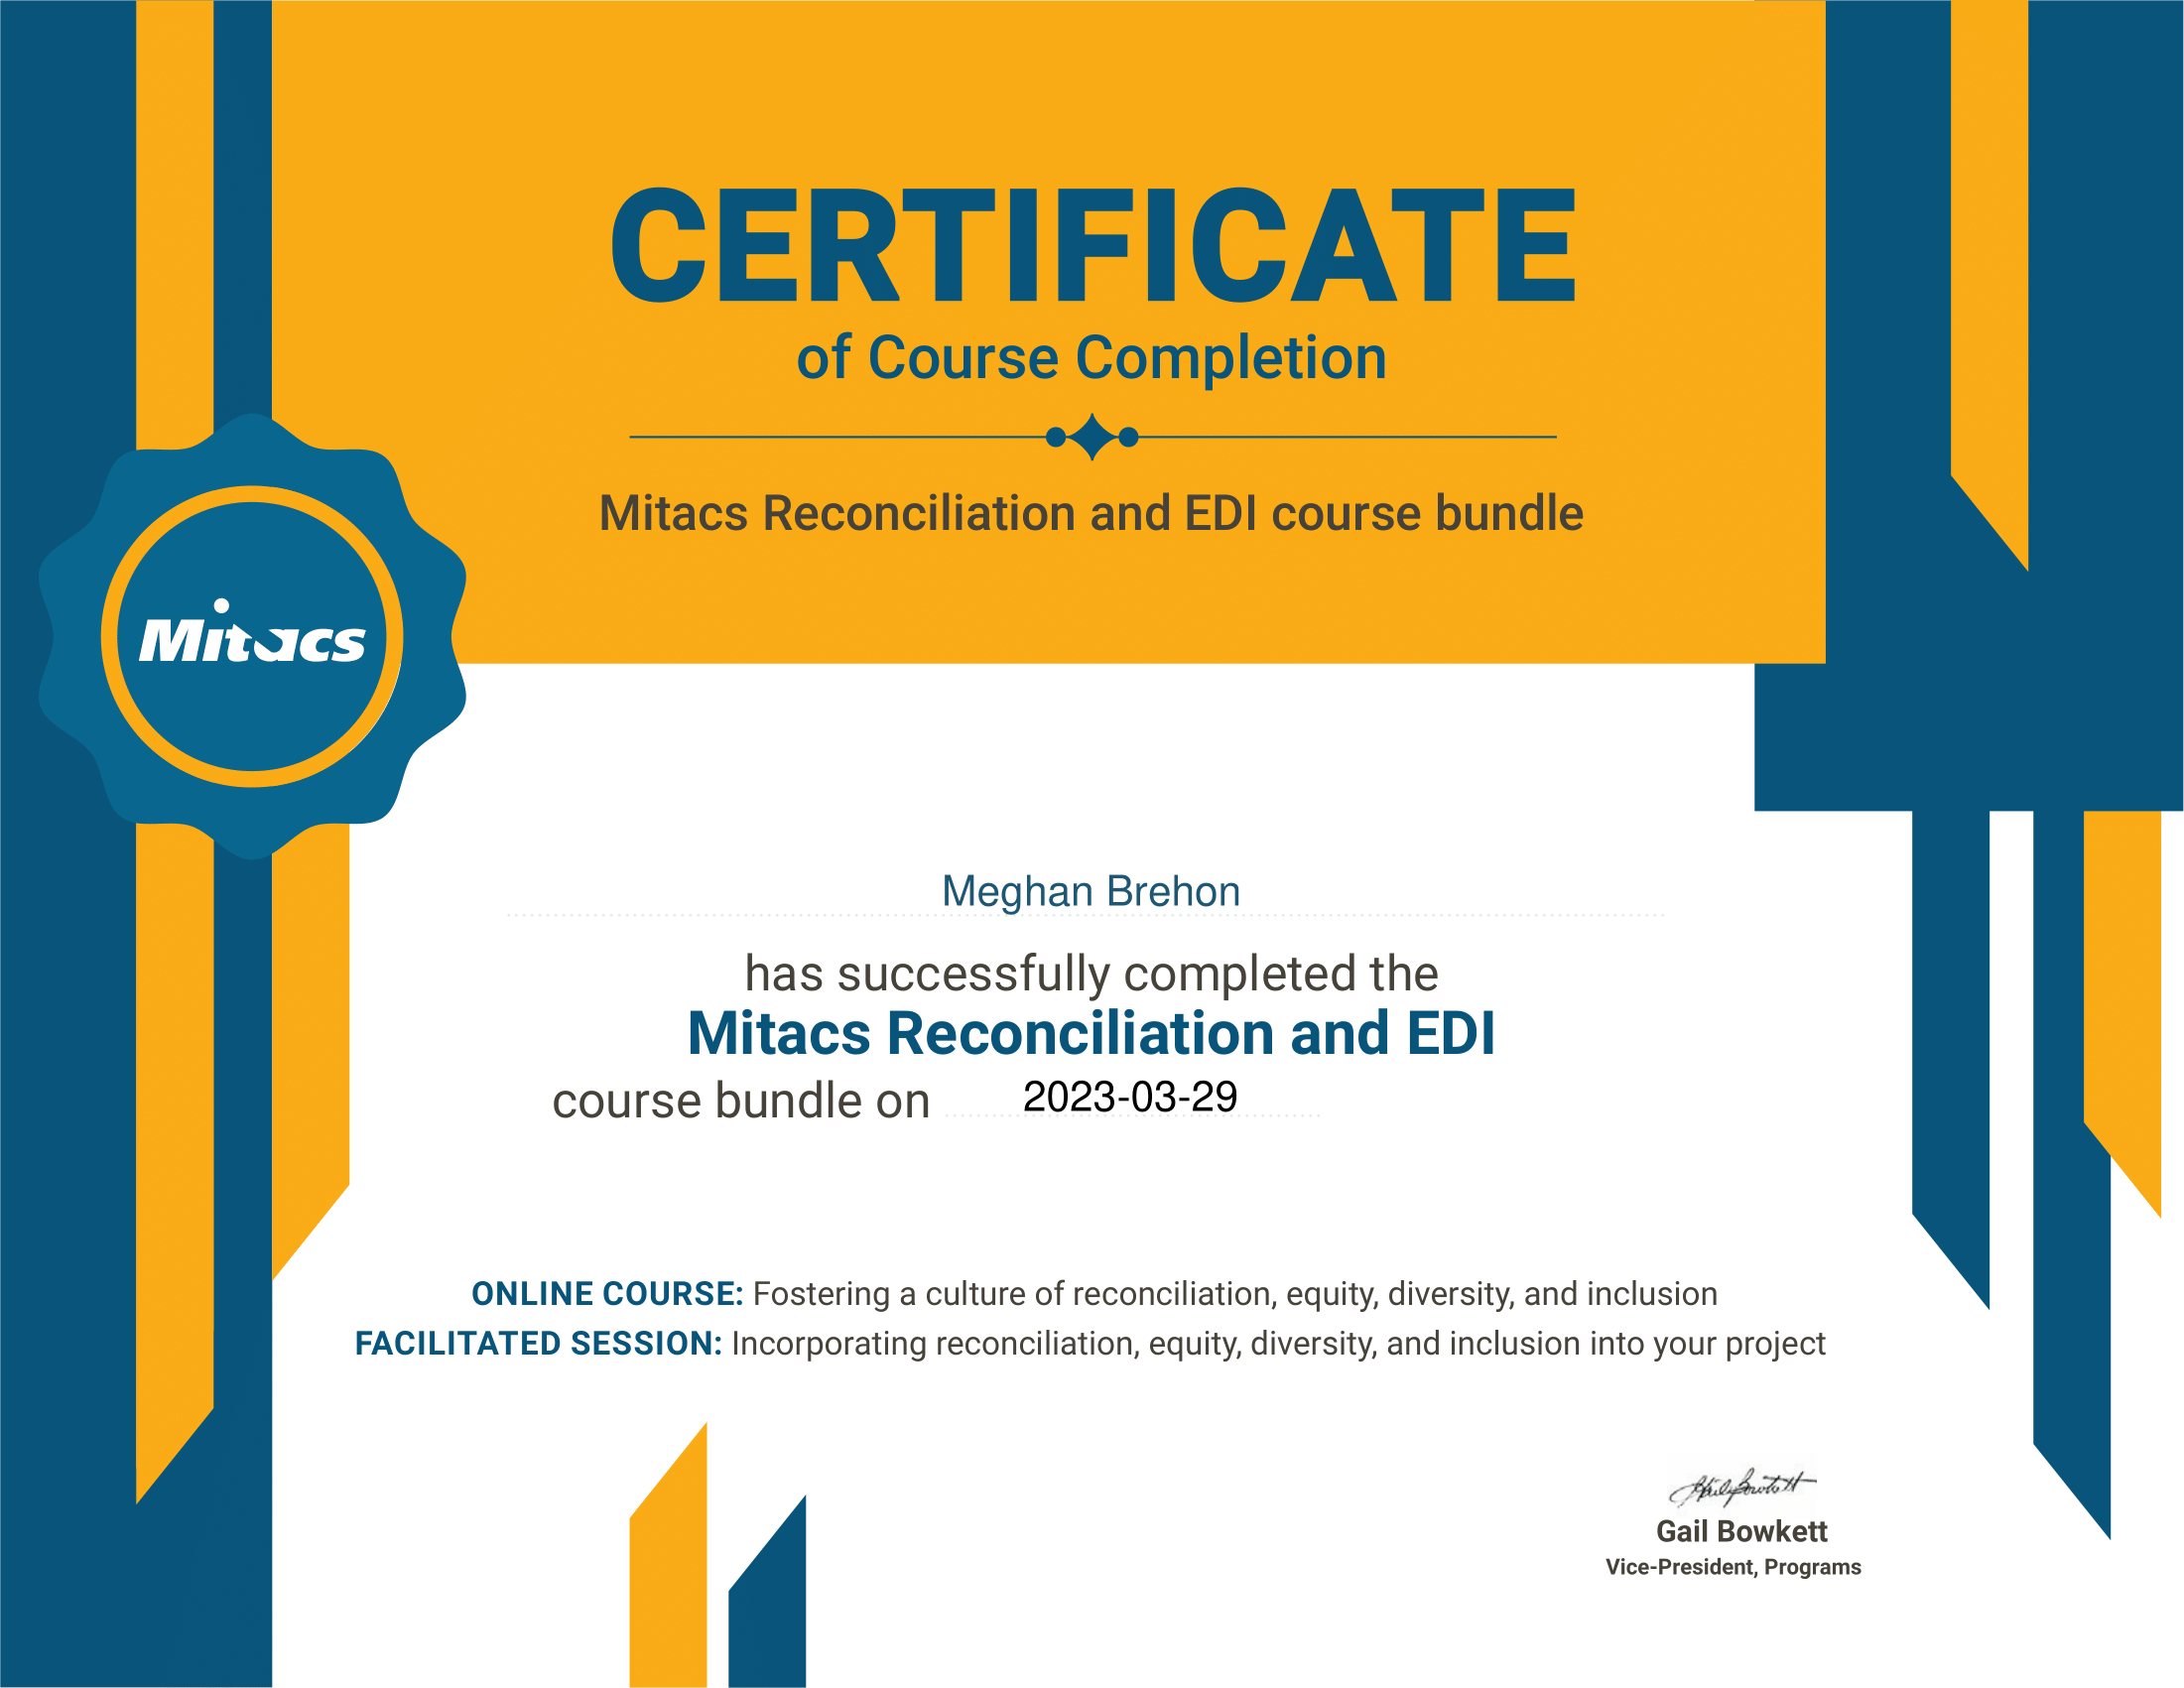 CERTIFICATE
of Course Completion
Mitacs Reconciliation and EDI course bundle
Mitacs
Meghan Brehon
has successfully completed the
Mitacs Reconciliation and EDI
course bundle on 2023-03-29
ONLINE COURSE: Fostering a culture of reconciliation, equity, diversity, and inclusion
FACILITATED SESSION: Incorporating reconciliation, equity, diversity, and inclusion into your project
Gail Bowkett
Vice-President, Programs